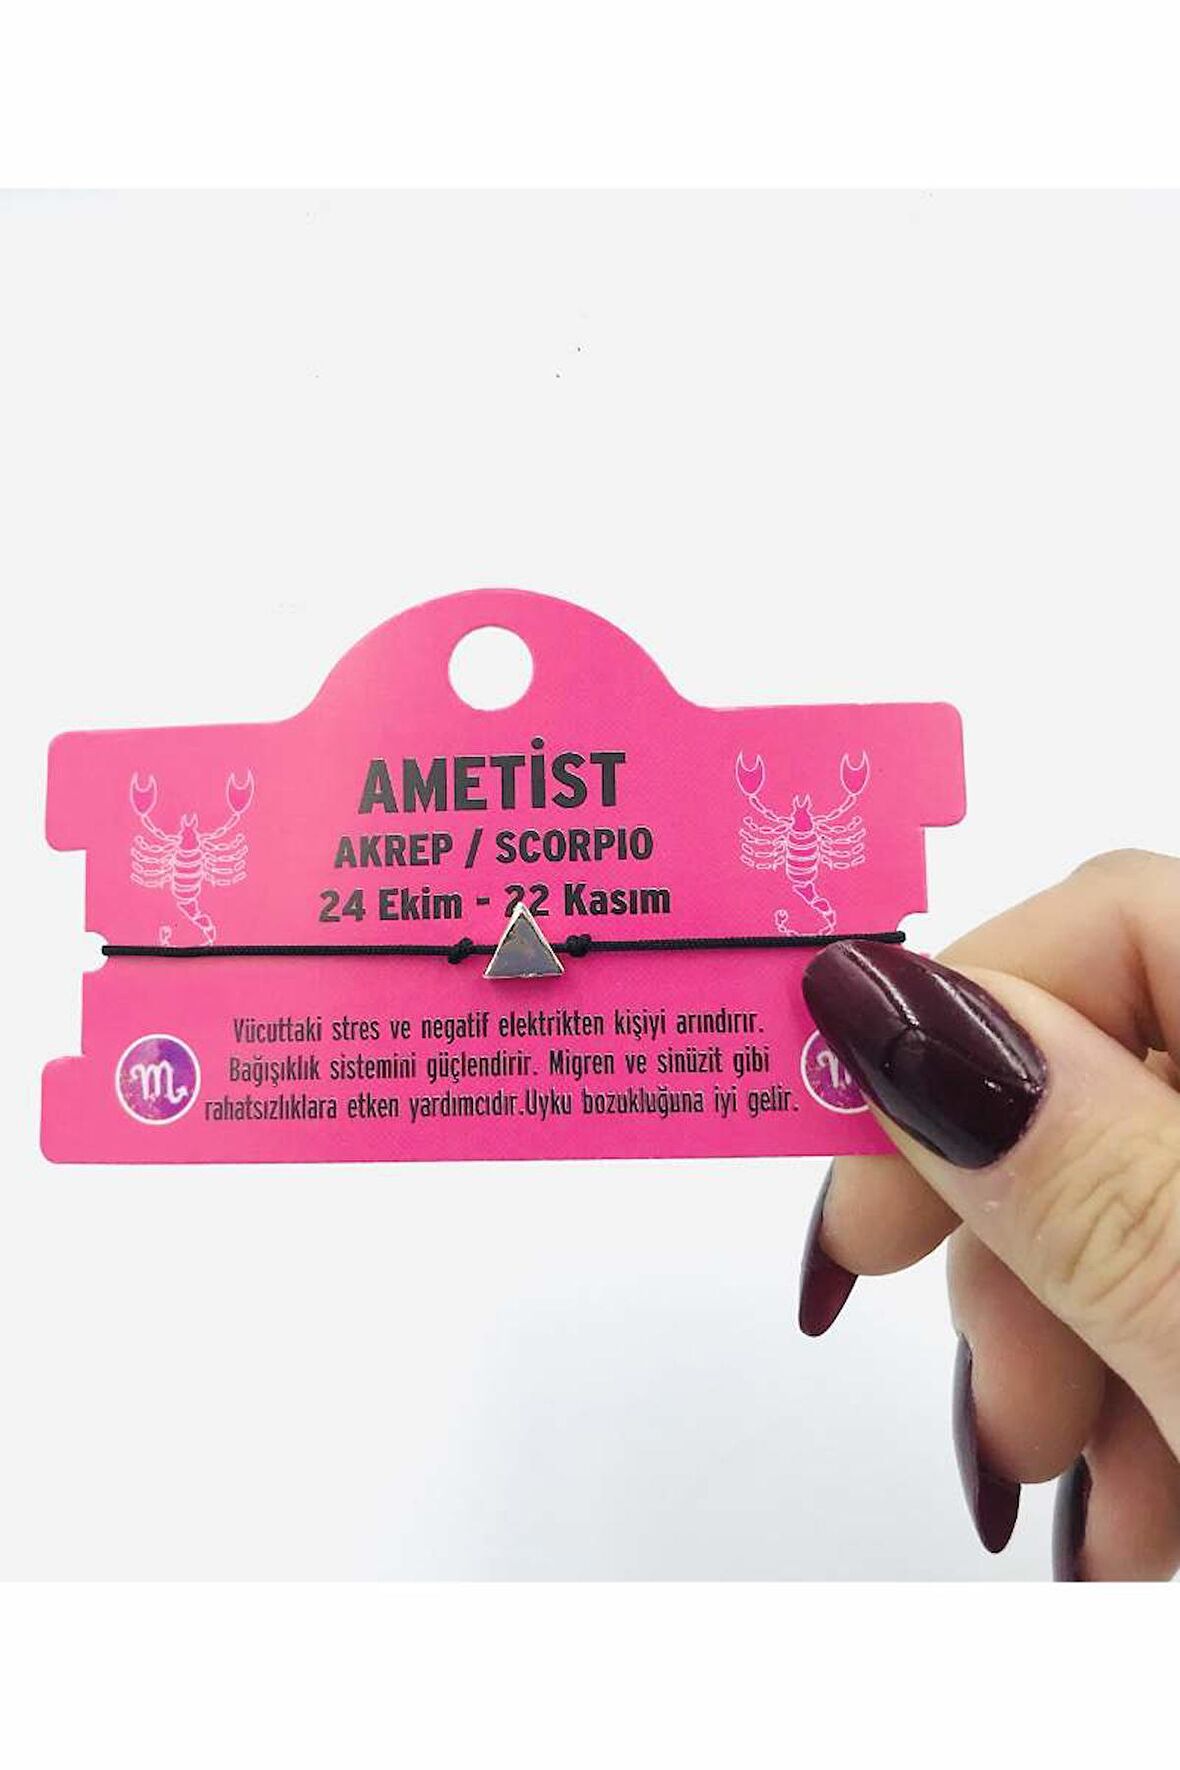 AMETİST
AKREP / SCORPIO
24 Ekim - 22 Kasım
Vücuttaki stres ve negatif elektrikten kişiyi arındırır.
Bağışıklık sistemini güçlendirir. Migren ve sinüzit gibi
rahatsızlıklara etken yardımcıdır.Uyku bozukluğuna iyi gelir.